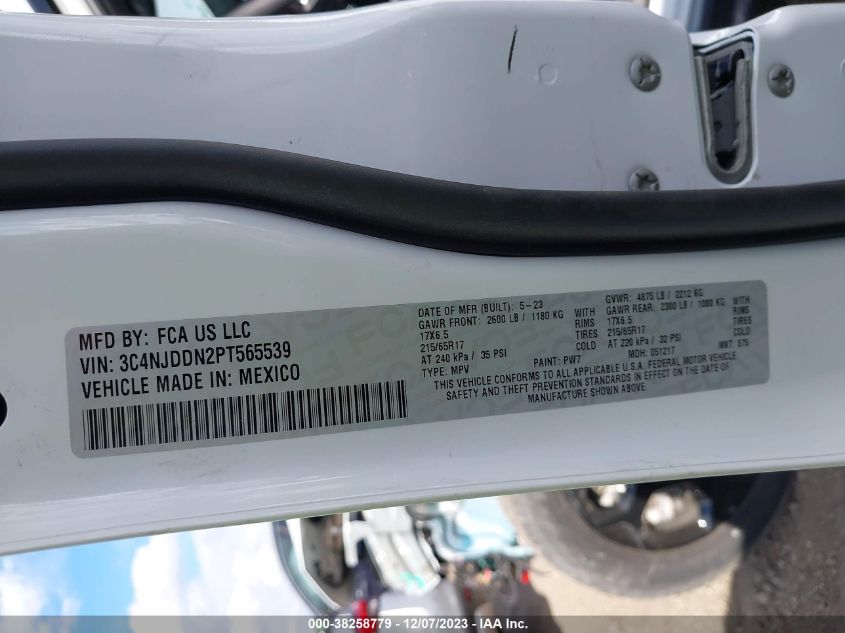 MFD BY: FCA US LLC
VIN: 3C4NJDDN2PT565539
VEHICLE MADE IN: MEXICO
DATE OF MFR (BUILT): 5-23 GVWR: 4875 LB / 2212 KG
GAWR FRONT: 2600 LB / 1180 KG WITH GAWR REAR: 2380 LB / 1080 KG WITH
17X6.5 RIMS 17X6.5 RIMS
215/65R17 TIRES 215/65R17 TIRES
AT 240 kPa / 35 PSI COLD AT 220 kPa / 32 PSI COLD
TYPE: MPV PAINT: PW7 MDH: 051217 MKT: 875
THIS VEHICLE CONFORMS TO ALL APPLICABLE U.S.A. FEDERAL MOTOR VEHICLE
SAFETY AND THEFT PREVENTION STANDARDS IN EFFECT ON THE DATE OF
MANUFACTURE SHOWN ABOVE.
000-38258779 - 12/07/2023 - IAAI.COM